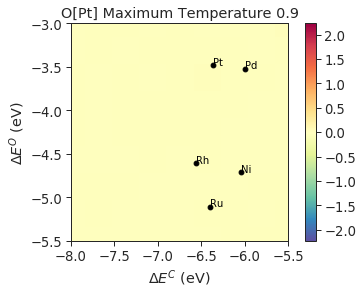 O[Pt] Maximum Temperature 0.9
−3.0
−3.5
−4.0
−4.5
−5.0
−5.5
ΔE^O (eV)
Pt
Pd
Rh
Ni
Ru
−8.0 −7.5 −7.0 −6.5 −6.0 −5.5
ΔE^C (eV)
2.0
1.5
1.0
0.5
0.0
−0.5
−1.0
−1.5
−2.0